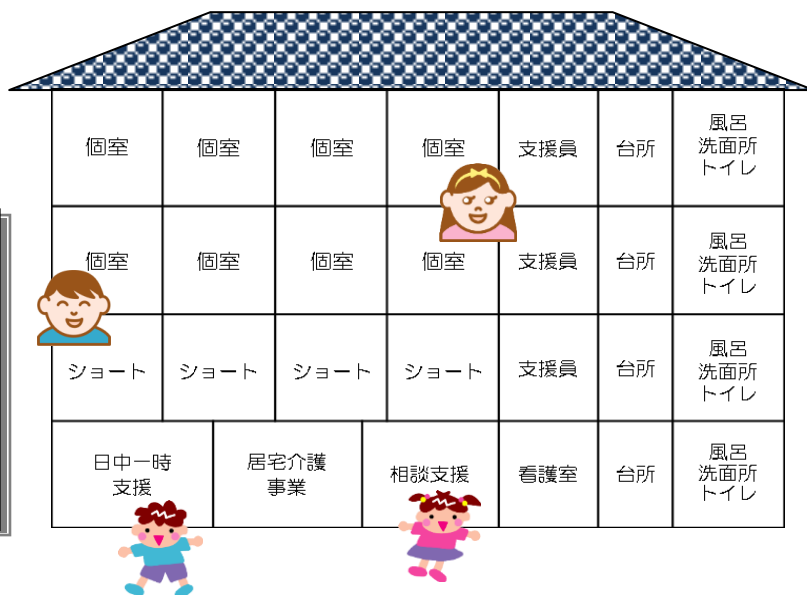 個室 個室 個室 個室 支援員 台所 風呂
洗面所
トイレ
個室 個室 個室 個室 支援員 台所 風呂
洗面所
トイレ
ショート ショート ショート ショート 支援員 台所 風呂
洗面所
トイレ
日中一時
支援
居宅介護
事業
相談支援 看護室 台所 風呂
洗面所
トイレ